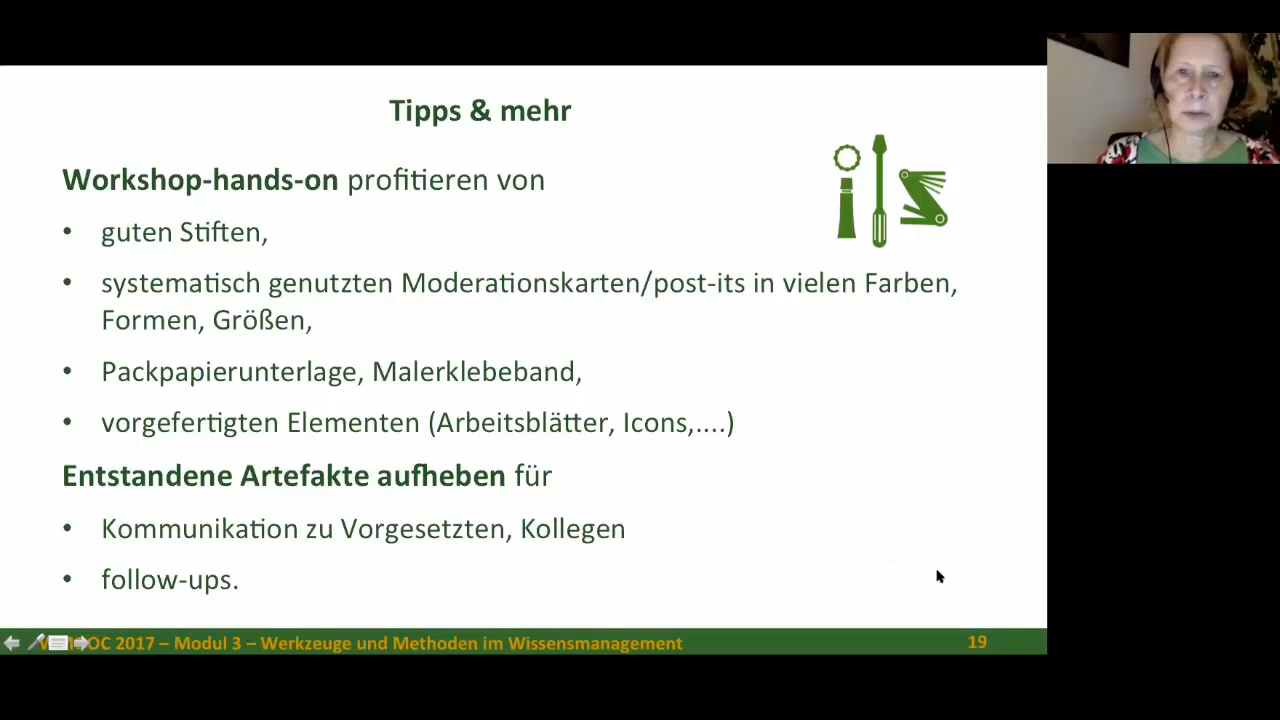 Tipps & mehr
Workshop-hands-on profitieren von
• guten Stiften,
• systematisch genutzten Moderationskarten/post-its in vielen Farben,
Formen, Größen,
• Packpapierunterlage, Malerklebeband,
• vorgefertigten Elementen (Arbeitsblätter, Icons,....)
Entstandene Artefakte aufheben für
• Kommunikation zu Vorgesetzten, Kollegen
• follow-ups.
2017 – Modul 3 – Werkzeuge und Methoden im Wissensmanagement
19